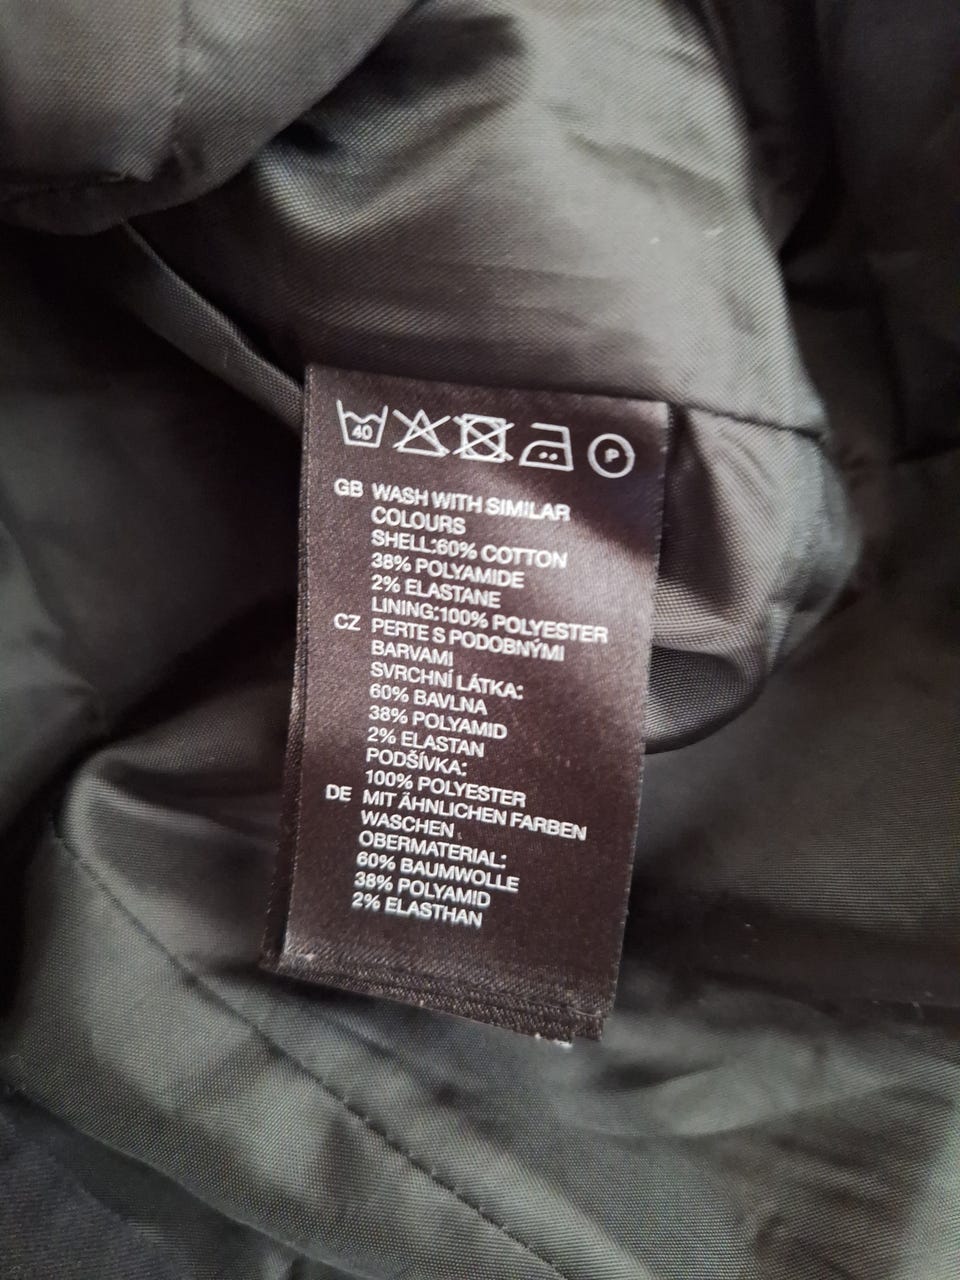 40 P
GB WASH WITH SIMILAR
COLOURS
SHELL:60% COTTON
38% POLYAMIDE
2% ELASTANE
LINING:100% POLYESTER
CZ PERTE S PODOBNÝMI
BARVAMI
SVRCHNÍ LÁTKA:
60% BAVLNA
38% POLYAMID
2% ELASTAN
PODŠÍVKA:
100% POLYESTER
DE MIT ÄHNLICHEN FARBEN
WASCHEN
OBERMATERIAL:
60% BAUMWOLLE
38% POLYAMID
2% ELASTHAN